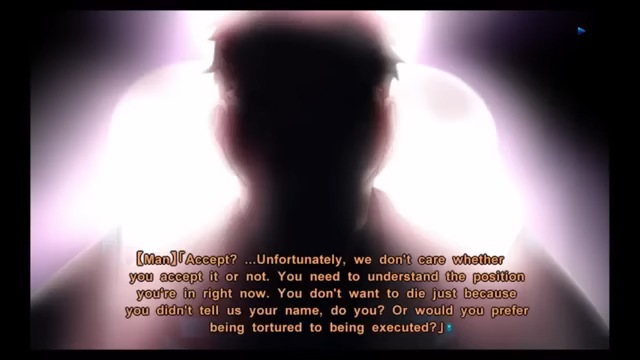 【Man】「Accept? ...Unfortunately, we don't care whether
you accept it or not. You need to understand the position
you're in right now. You don't want to die just because
you didn't tell us your name, do you? Or would you prefer
being tortured to being executed?」